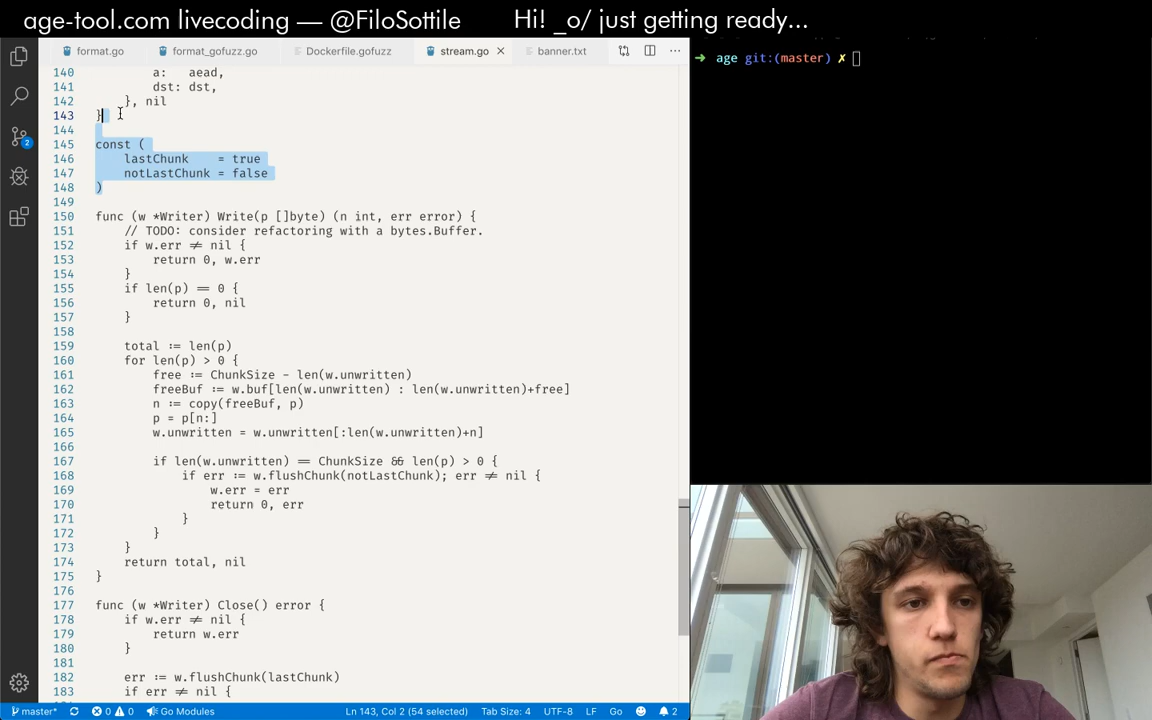 age-tool.com livecoding — @FiloSottile
Hi! _o/ just getting ready...
format.go
format_gofuzz.go
Dockerfile.gofuzz
stream.go
banner.txt
140 a: aead,
141 dst: dst,
142 }, nil
143 }
144
145 const (
146 lastChunk = true
147 notLastChunk = false
148 )
149
150 func (w *Writer) Write(p []byte) (n int, err error) {
151 // TODO: consider refactoring with a bytes.Buffer.
152 if w.err ≠ nil {
153 return 0, w.err
154 }
155 if len(p) == 0 {
156 return 0, nil
157 }
158
159 total := len(p)
160 for len(p) > 0 {
161 free := ChunkSize - len(w.unwritten)
162 freeBuf := w.buf[len(w.unwritten) : len(w.unwritten)+free]
163 n := copy(freeBuf, p)
164 p = p[n:]
165 w.unwritten = w.unwritten[:len(w.unwritten)+n]
166
167 if len(w.unwritten) == ChunkSize && len(p) > 0 {
168 if err := w.flushChunk(notLastChunk); err ≠ nil {
169 w.err = err
170 return 0, err
171 }
172 }
173 }
174 return total, nil
175 }
176
177 func (w *Writer) Close() error {
178 if w.err ≠ nil {
179 return w.err
180 }
181
182 err := w.flushChunk(lastChunk)
183 if err ≠ nil {
2
➜ age git:(master) ✗
master* 0 0 Go Modules Ln 143, Col 2 (54 selected) Tab Size: 4 UTF-8 LF Go 2